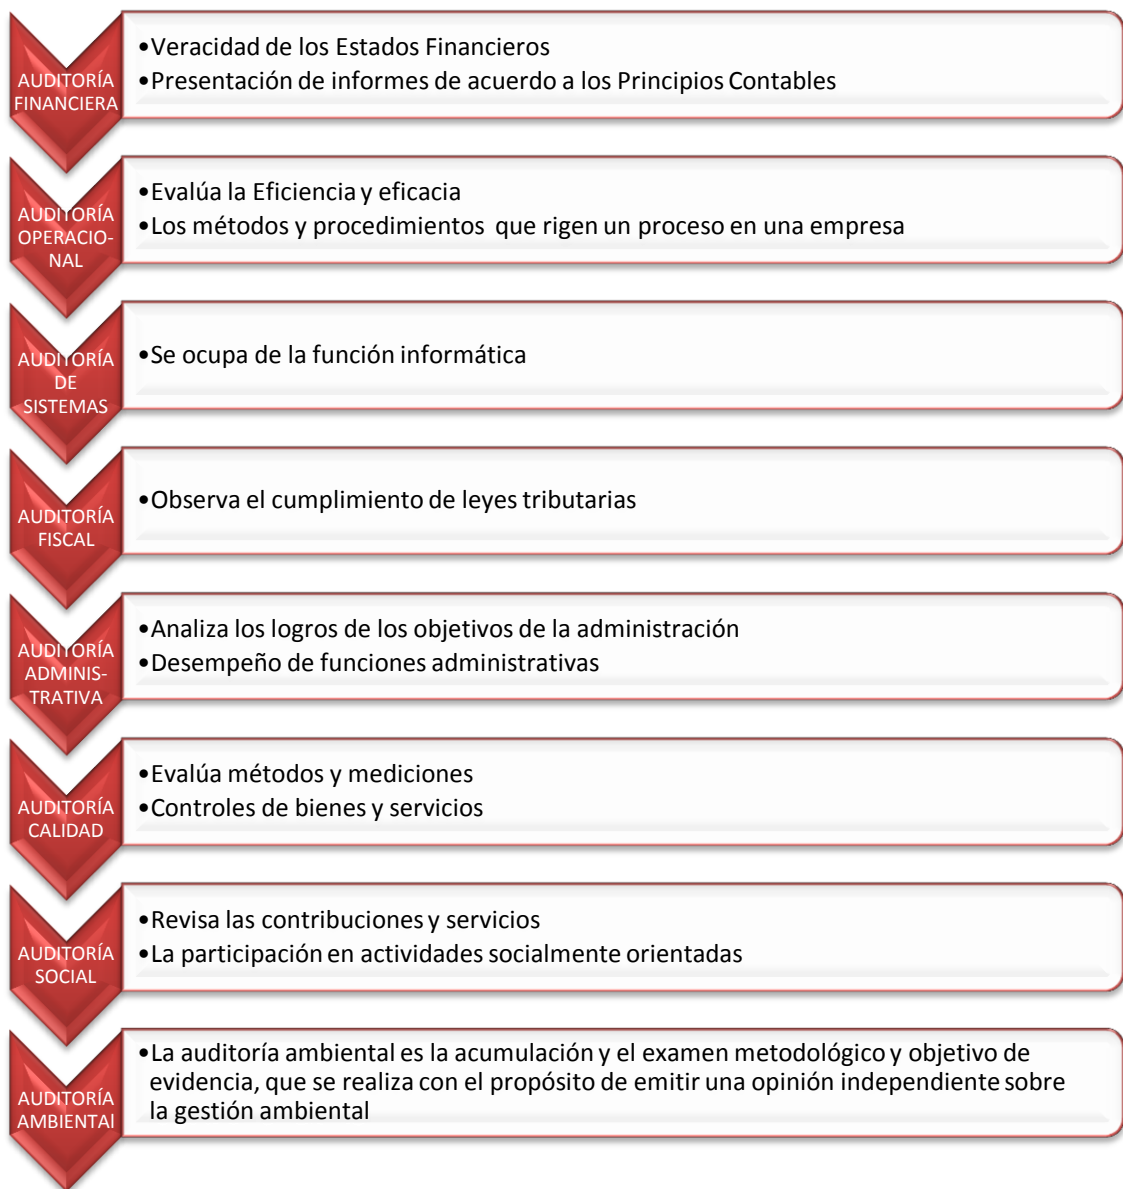 AUDITORÍA
FINANCIERA
•Veracidad de los Estados Financieros
•Presentación de informes de acuerdo a los Principios Contables
AUDITORÍA
OPERACIO-
NAL
•Evalúa la Eficiencia y eficacia
•Los métodos y procedimientos que rigen un proceso en una empresa
AUDITORÍA
DE
SISTEMAS
•Se ocupa de la función informática
AUDITORÍA
FISCAL
•Observa el cumplimiento de leyes tributarias
AUDITORÍA
ADMINIS-
TRATIVA
•Analiza los logros de los objetivos de la administración
•Desempeño de funciones administrativas
AUDITORÍA
CALIDAD
•Evalúa métodos y mediciones
•Controles de bienes y servicios
AUDITORÍA
SOCIAL
•Revisa las contribuciones y servicios
•La participación en actividades socialmente orientadas
AUDITORÍA
AMBIENTAl
•La auditoría ambiental es la acumulación y el examen metodológico y objetivo de
evidencia, que se realiza con el propósito de emitir una opinión independiente sobre
la gestión ambiental